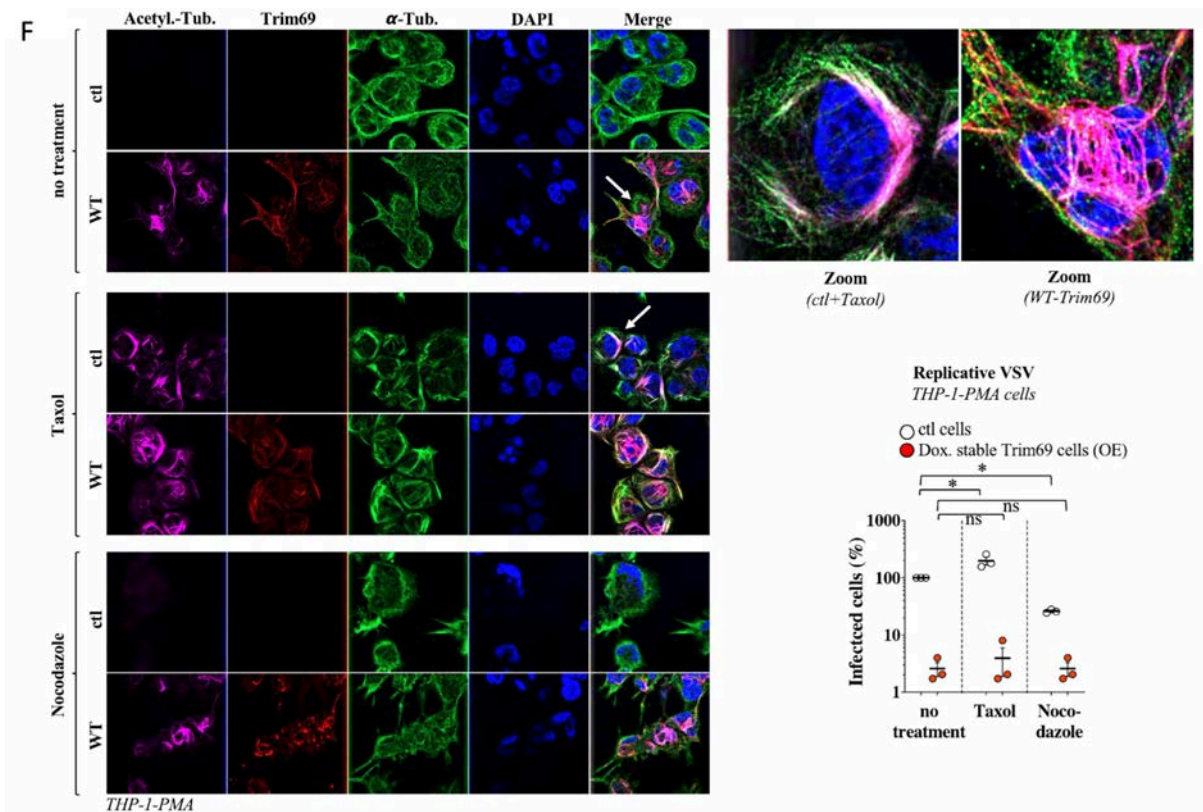 F
Acetyl.-Tub. Trim69 α-Tub. DAPI Merge
no treatment
ctl
WT
Taxol
ctl
WT
Nocodazole
ctl
WT
THP-1-PMA
Zoom
(ctl+Taxol)
Zoom
(WT-Trim69)
Replicative VSV
THP-1-PMA cells
ctl cells
Dox. stable Trim69 cells (OE)
*
*
ns
ns
Infectced cells (%)
1000
100
10
1
no
treatment
Taxol
Noco-
dazole